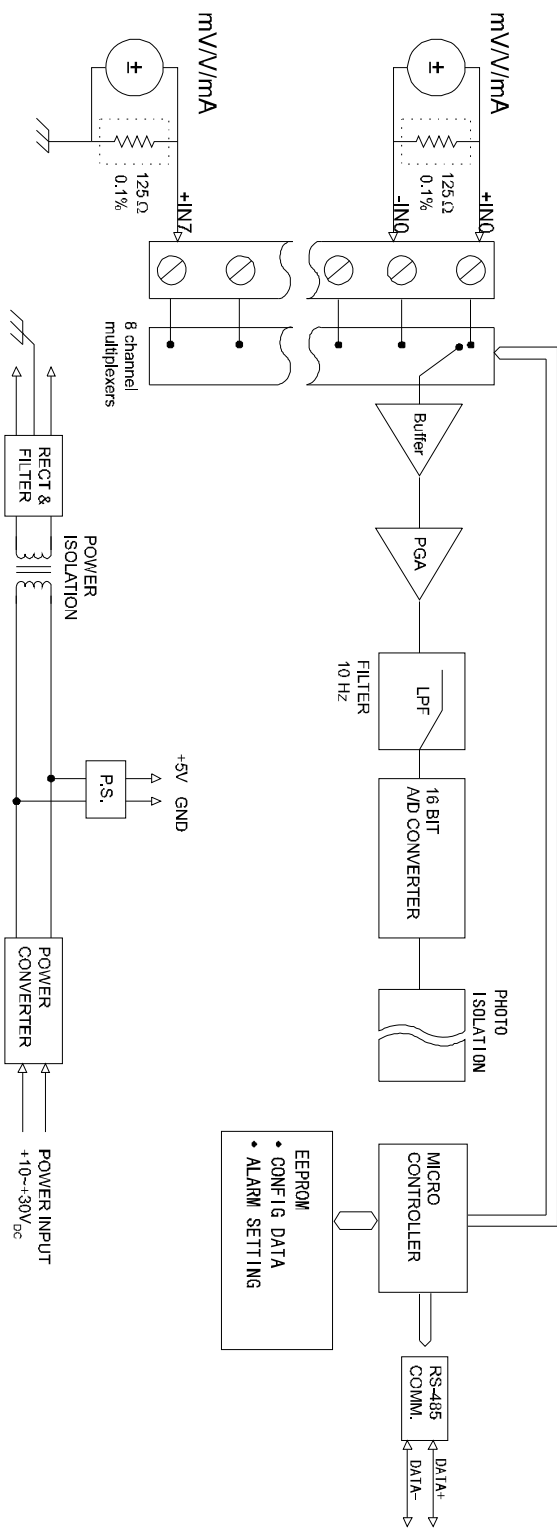 mV/V/mA
+IN0
125 Ω
0.1%
-IN0
mV/V/mA
125 Ω
0.1%
+IN7
8 channel
multiplexers
Buffer
PGA
LPF
FILTER
10 Hz
16 BIT
A/D CONVERTER
PHOTO
ISOLATION
MICRO
CONTROLLER
EEPROM
• CONFIG DATA
• ALARM SETTING
RS-485
COMM.
DATA+
DATA-
RECT &
FILTER
POWER
ISOLATION
+5V GND
P.S.
POWER
CONVERTER
POWER INPUT
+10~+30VDC